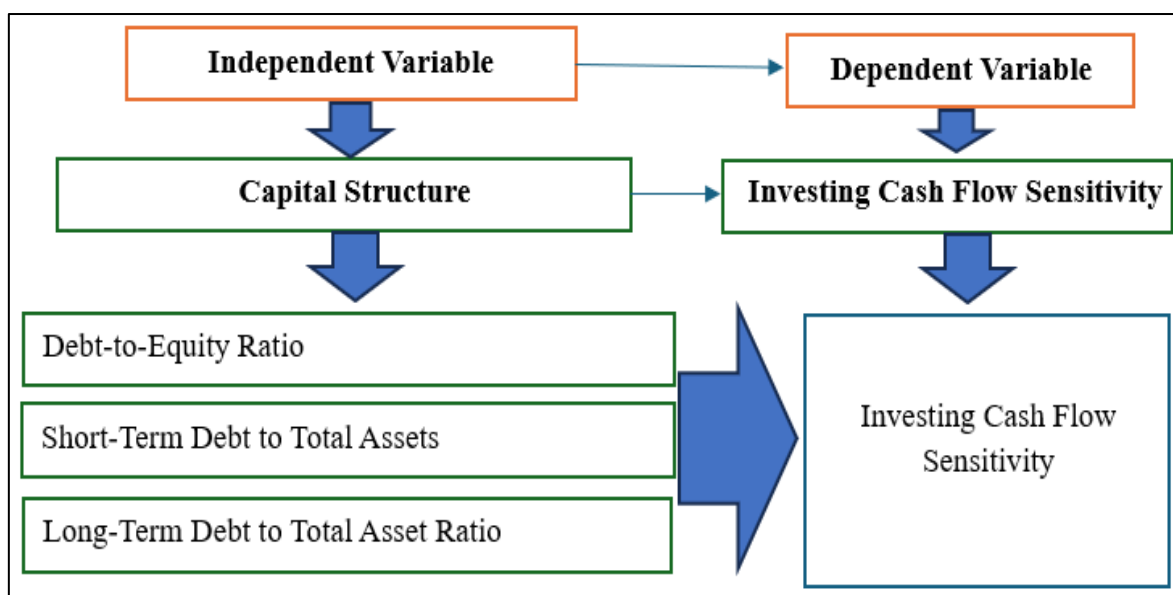 Independent Variable
Dependent Variable
Capital Structure
Investing Cash Flow Sensitivity
Debt-to-Equity Ratio
Short-Term Debt to Total Assets
Long-Term Debt to Total Asset Ratio
Investing Cash Flow
Sensitivity